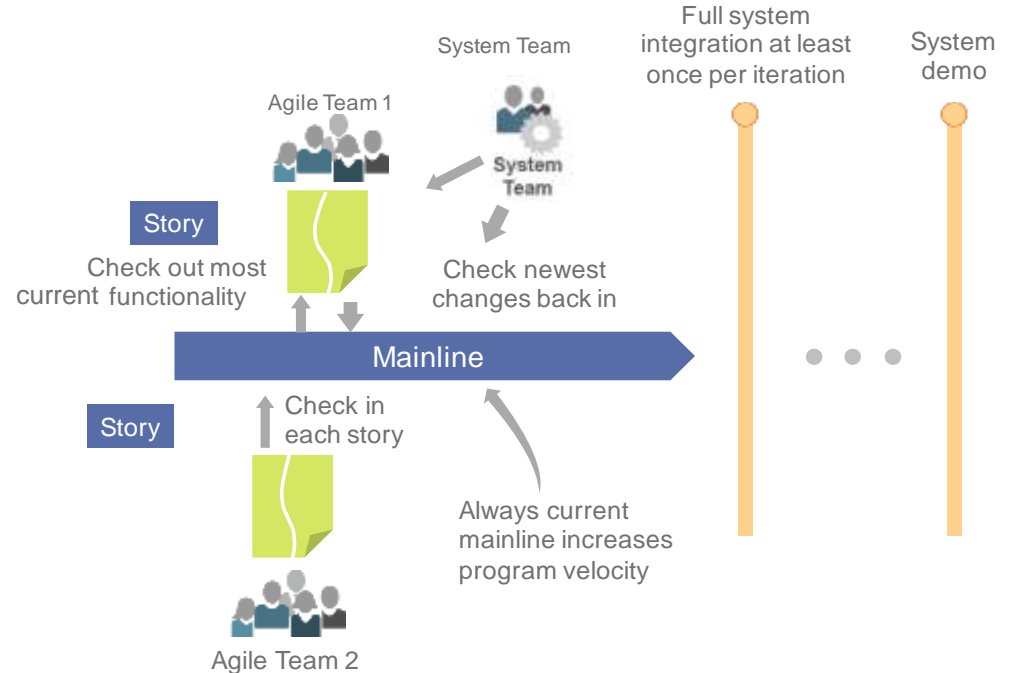 Full system
integration at least
once per iteration
System
demo
System Team
Agile Team 1
System
Team
Story
Check out most
current functionality
Check newest
changes back in
Mainline
Story
Check in
each story
Always current
mainline increases
program velocity
Agile Team 2